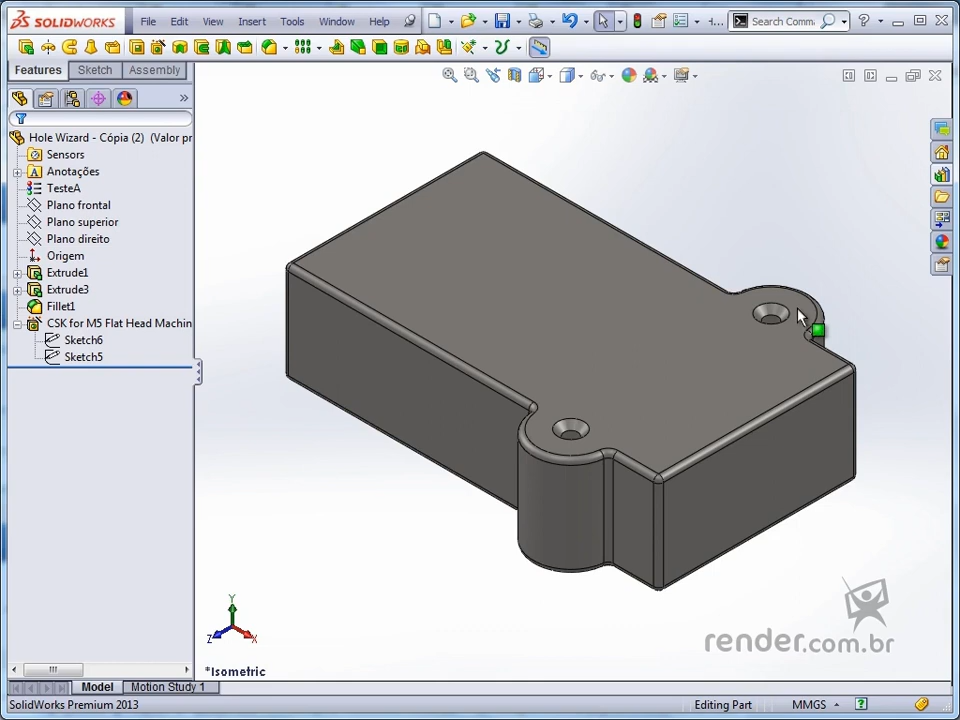 SOLIDWORKS File Edit View Insert Tools Window Help Search Comm
Features Sketch Assembly
Hole Wizard - Cópia (2) (Valor pr
Sensors
Anotações
TesteA
Plano frontal
Plano superior
Plano direito
Origem
Extrude1
Extrude3
Fillet1
CSK for M5 Flat Head Machin
Sketch6
Sketch5
Y
Z
X
*Isometric
render.com.br
Model Motion Study 1
SolidWorks Premium 2013 Editing Part MMGS